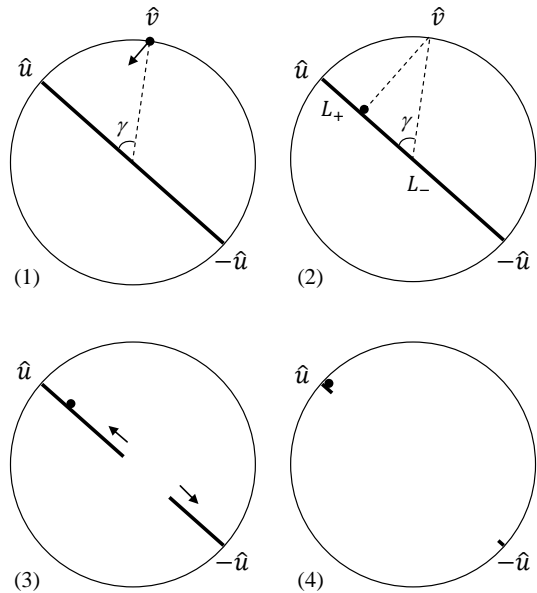 v̂
û
γ
−û
(1)
v̂
û
L₊
γ
L₋
−û
(2)
û
−û
(3)
û
−û
(4)